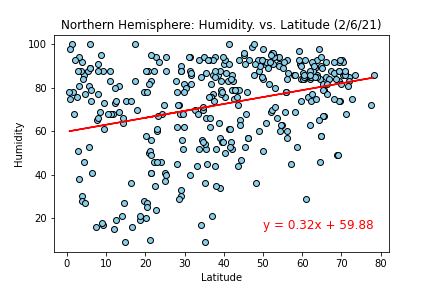 Northern Hemisphere: Humidity. vs. Latitude (2/6/21)
100
80
60
40
20
Humidity
y = 0.32x + 59.88
0 10 20 30 40 50 60 70 80
Latitude